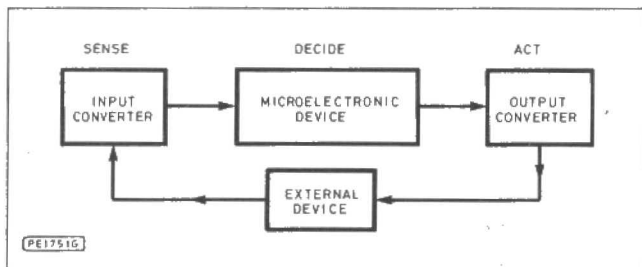 SENSE
DECIDE
ACT
INPUT
CONVERTER
MICROELECTRONIC
DEVICE
OUTPUT
CONVERTER
EXTERNAL
DEVICE
PE1751G